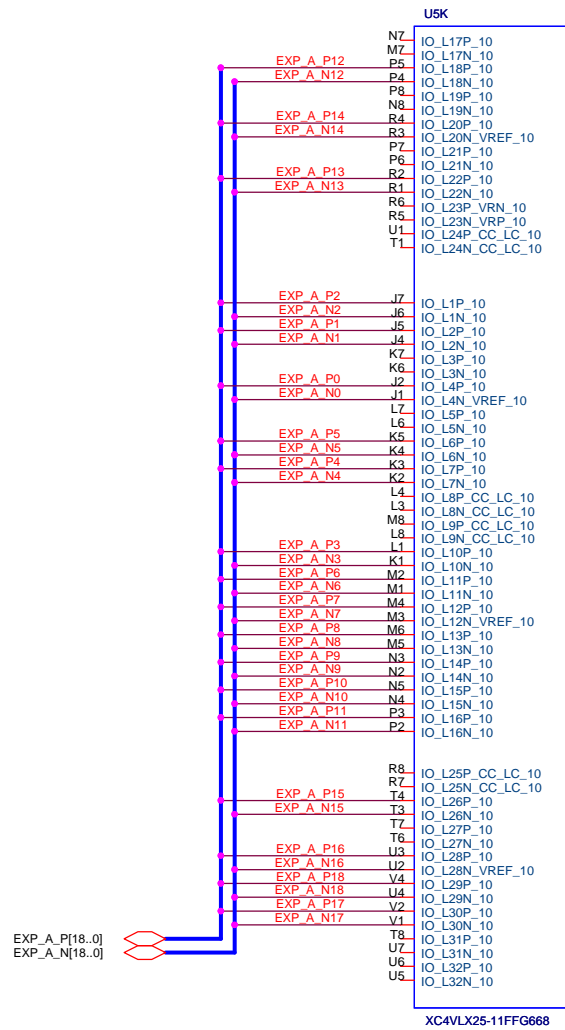 U5K
N7 IO_L17P_10
M7 IO_L17N_10
EXP_A_P12 P5 IO_L18P_10
EXP_A_N12 P4 IO_L18N_10
P8 IO_L19P_10
N8 IO_L19N_10
EXP_A_P14 R4 IO_L20P_10
EXP_A_N14 R3 IO_L20N_VREF_10
P7 IO_L21P_10
P6 IO_L21N_10
EXP_A_P13 R2 IO_L22P_10
EXP_A_N13 R1 IO_L22N_10
R6 IO_L23P_VRN_10
R5 IO_L23N_VRP_10
U1 IO_L24P_CC_LC_10
T1 IO_L24N_CC_LC_10
EXP_A_P2 J7 IO_L1P_10
EXP_A_N2 J6 IO_L1N_10
EXP_A_P1 J5 IO_L2P_10
EXP_A_N1 J4 IO_L2N_10
K7 IO_L3P_10
K6 IO_L3N_10
EXP_A_P0 J2 IO_L4P_10
EXP_A_N0 J1 IO_L4N_VREF_10
L7 IO_L5P_10
L6 IO_L5N_10
EXP_A_P5 K5 IO_L6P_10
EXP_A_N5 K4 IO_L6N_10
EXP_A_P4 K3 IO_L7P_10
EXP_A_N4 K2 IO_L7N_10
L4 IO_L8P_CC_LC_10
L3 IO_L8N_CC_LC_10
M8 IO_L9P_CC_LC_10
L8 IO_L9N_CC_LC_10
EXP_A_P3 L1 IO_L10P_10
EXP_A_N3 K1 IO_L10N_10
EXP_A_P6 M2 IO_L11P_10
EXP_A_N6 M1 IO_L11N_10
EXP_A_P7 M4 IO_L12P_10
EXP_A_N7 M3 IO_L12N_VREF_10
EXP_A_P8 M6 IO_L13P_10
EXP_A_N8 M5 IO_L13N_10
EXP_A_P9 N3 IO_L14P_10
EXP_A_N9 N2 IO_L14N_10
EXP_A_P10 N5 IO_L15P_10
EXP_A_N10 N4 IO_L15N_10
EXP_A_P11 P3 IO_L16P_10
EXP_A_N11 P2 IO_L16N_10
R8 IO_L25P_CC_LC_10
R7 IO_L25N_CC_LC_10
EXP_A_P15 T4 IO_L26P_10
EXP_A_N15 T3 IO_L26N_10
T7 IO_L27P_10
T6 IO_L27N_10
EXP_A_P16 U3 IO_L28P_10
EXP_A_N16 U2 IO_L28N_VREF_10
EXP_A_P18 V4 IO_L29P_10
EXP_A_N18 U4 IO_L29N_10
EXP_A_P17 V2 IO_L30P_10
EXP_A_N17 V1 IO_L30N_10
T8 IO_L31P_10
U7 IO_L31N_10
U6 IO_L32P_10
U5 IO_L32N_10
EXP_A_P[18..0]
EXP_A_N[18..0]
XC4VLX25-11FFG668